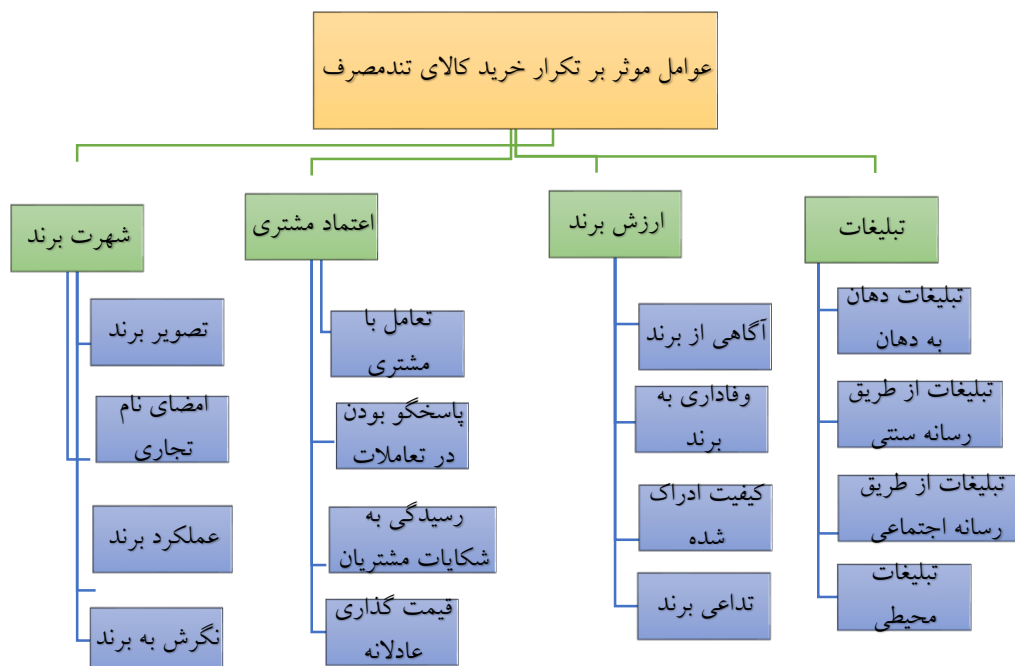 عوامل موثر بر تکرار خرید کالای تندمصرف
تبلیغات
تبلیغات دهان
به دهان
تبلیغات از طریق
رسانه سنتی
تبلیغات از طریق
رسانه اجتماعی
تبلیغات
محیطی
ارزش برند
آگاهی از برند
وفاداری به
برند
کیفیت ادراک
شده
تداعی برند
اعتماد مشتری
تعامل با
مشتری
پاسخگو بودن
در تعاملات
رسیدگی به
شکایات مشتریان
قیمت گذاری
عادلانه
شهرت برند
تصویر برند
امضای نام
تجاری
عملکرد برند
نگرش به برند